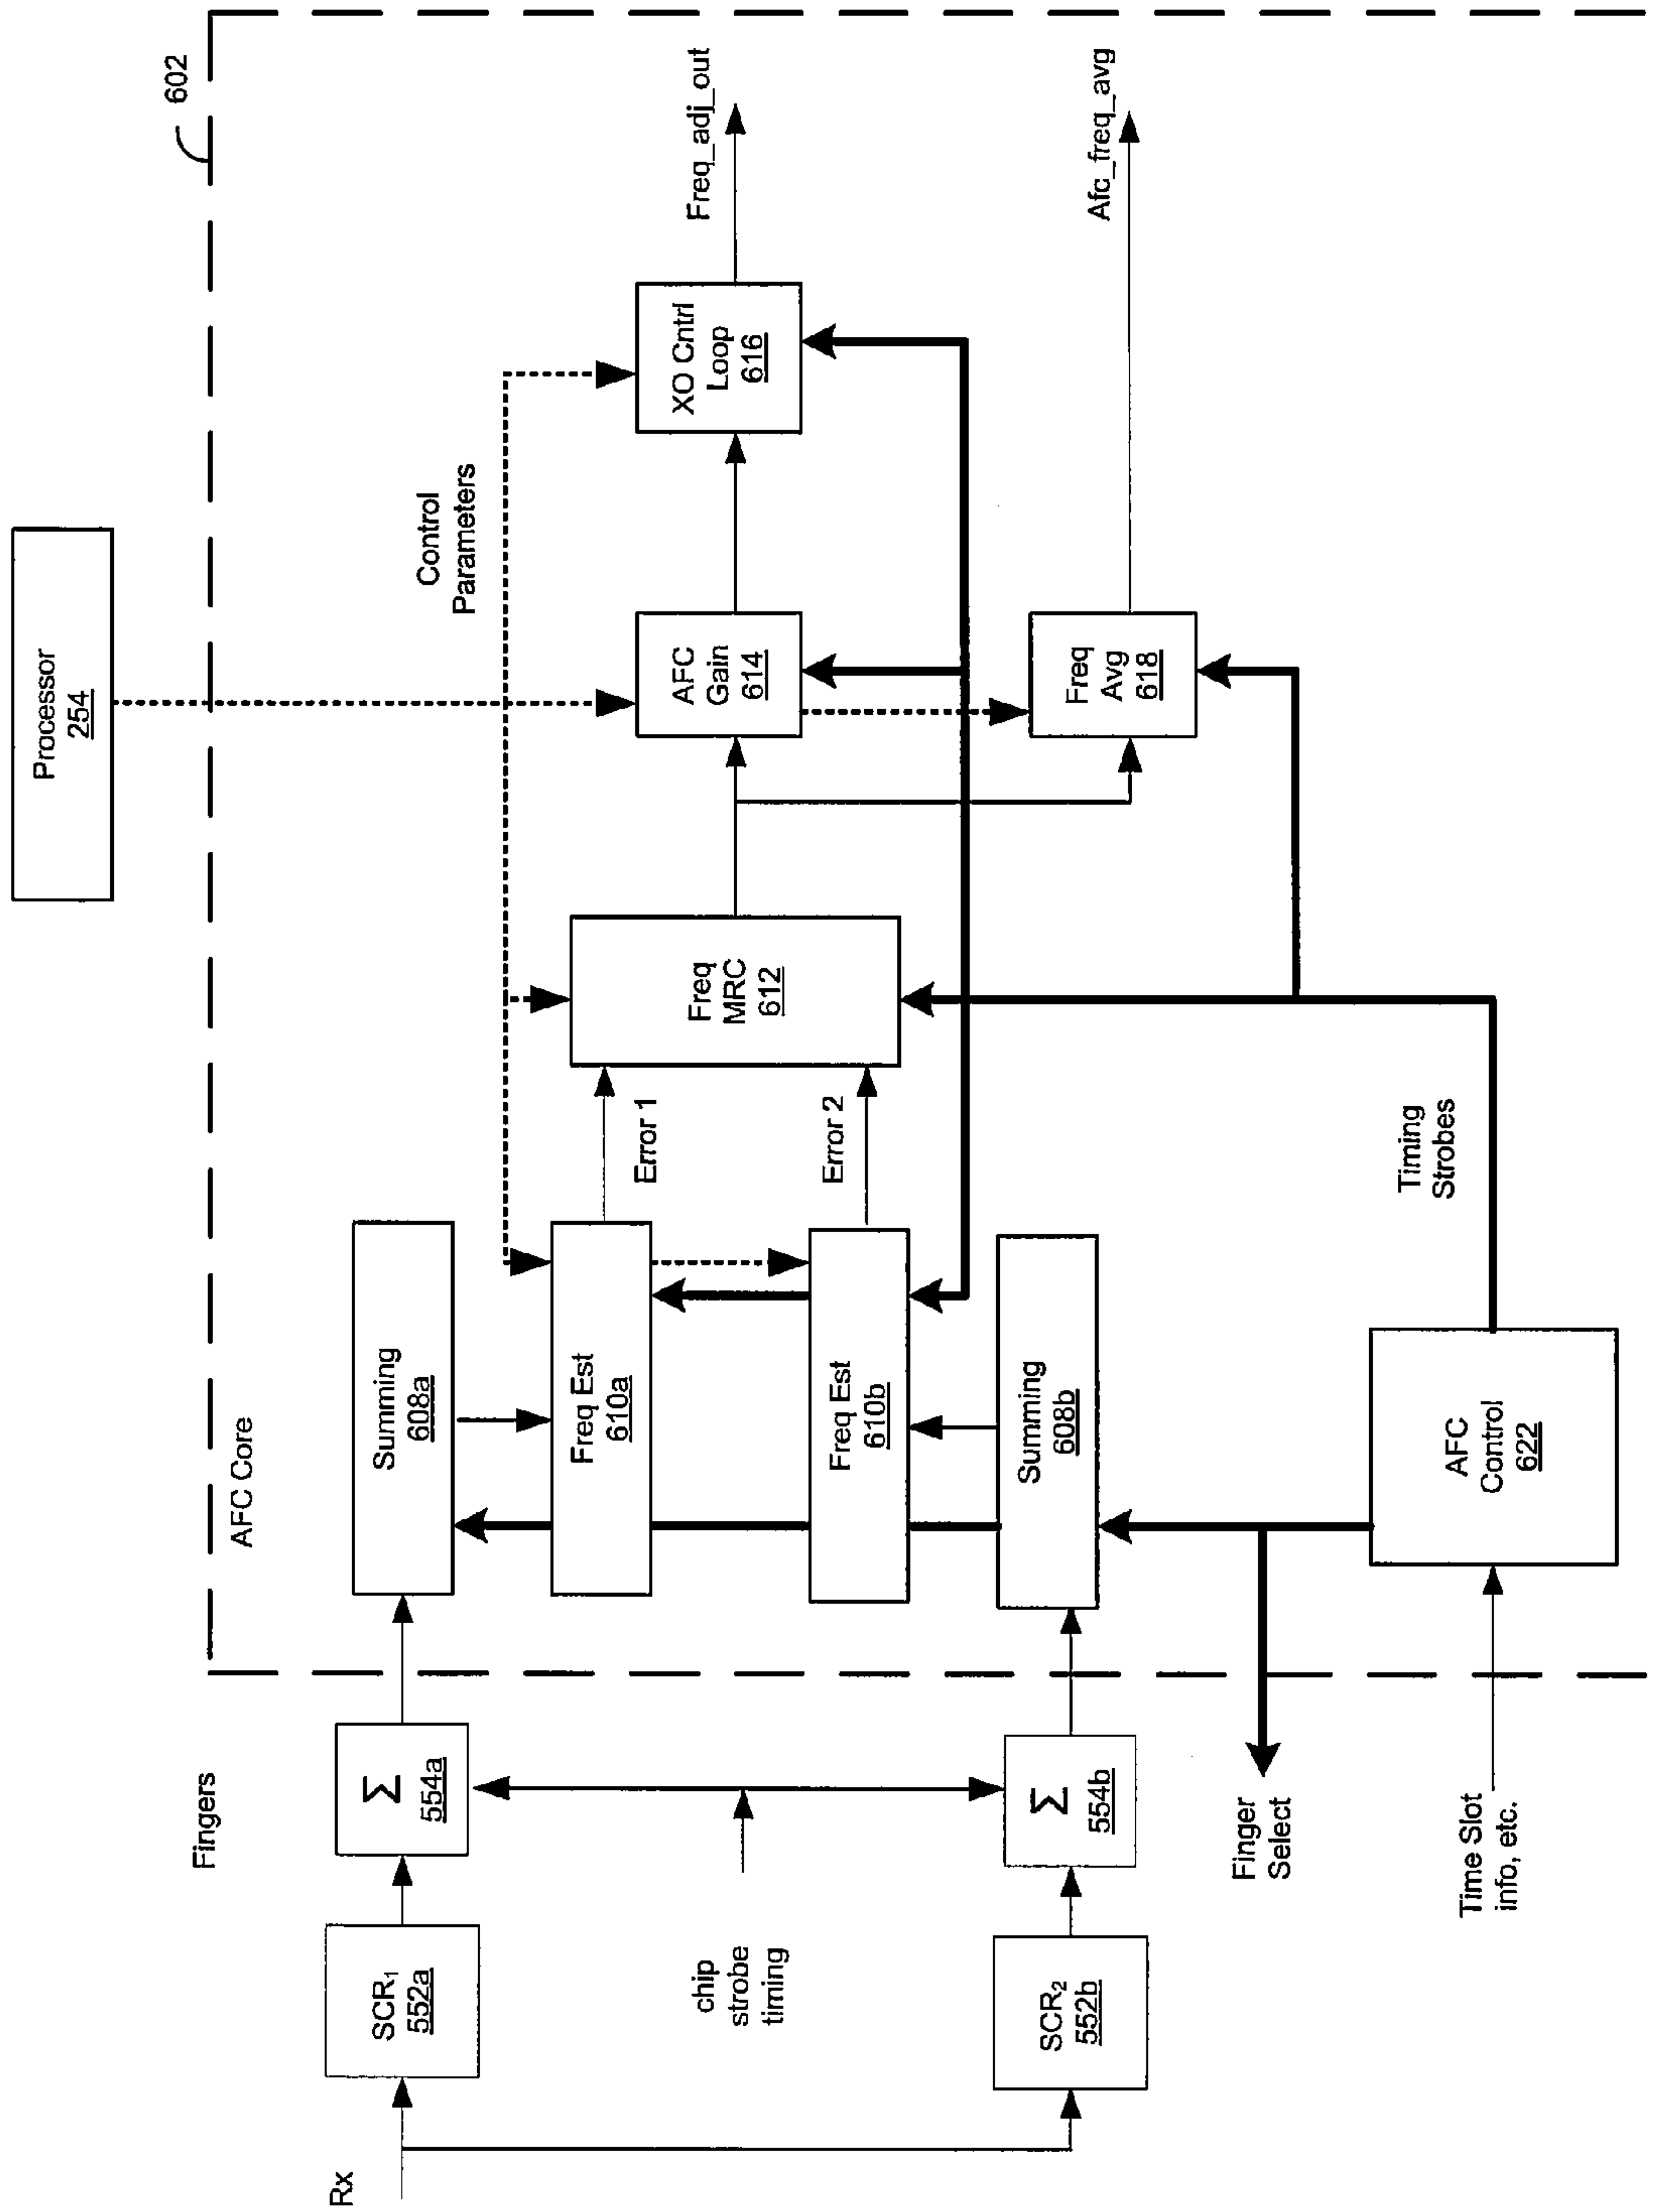 Processor
254
602
AFC Core
Fingers
Rx
SCR₁
552a
Σ
554a
Summing
608a
Control
Parameters
Freq Est
610a
Error 1
Freq
MRC
612
AFC
Gain
614
XO Cntrl
Loop
616
Freq_adj_out
chip
strobe
timing
Freq Est
610b
Error 2
SCR₂
552b
Σ
554b
Summing
608b
Freq
Avg
618
Afc_freq_avg
Finger
Select
Timing
Strobes
Time Slot
info, etc.
AFC
Control
622